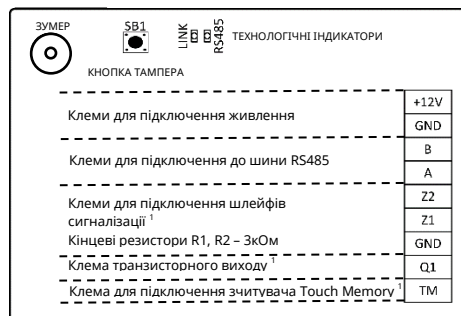 ЗУМЕР
SB1
LINK
RS485
ТЕХНОЛОГІЧНІ ІНДИКАТОРИ
КНОПКА ТАМПЕРА
Клеми для підключення живлення
+12V
GND
Клеми для підключення до шини RS485
B
A
Клеми для підключення шлейфів
сигналізації ¹
Кінцеві резистори R1, R2 – 3кОм
Z2
Z1
GND
Клема транзисторного виходу ¹
Q1
Клема для підключення зчитувача Touch Memory ¹
TM